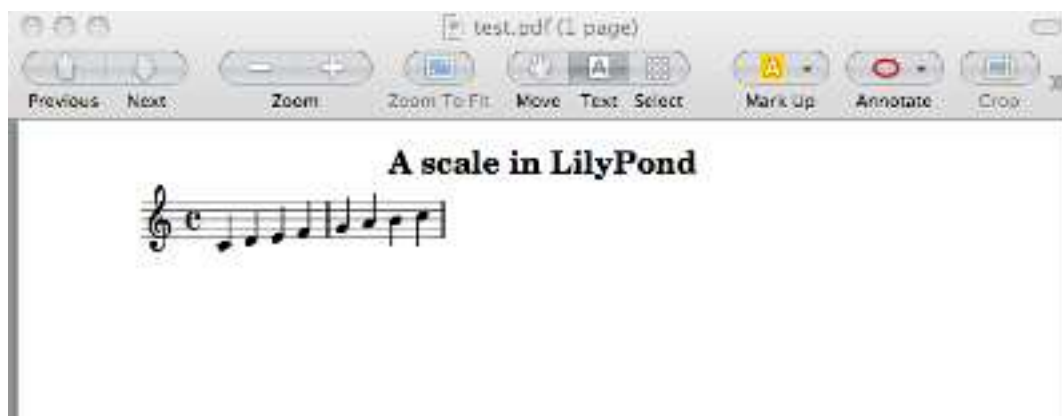 test.pdf (1 page)
Previous Next Zoom Zoom To Fit Move Text Select Mark Up Annotate Crop
A scale in LilyPond